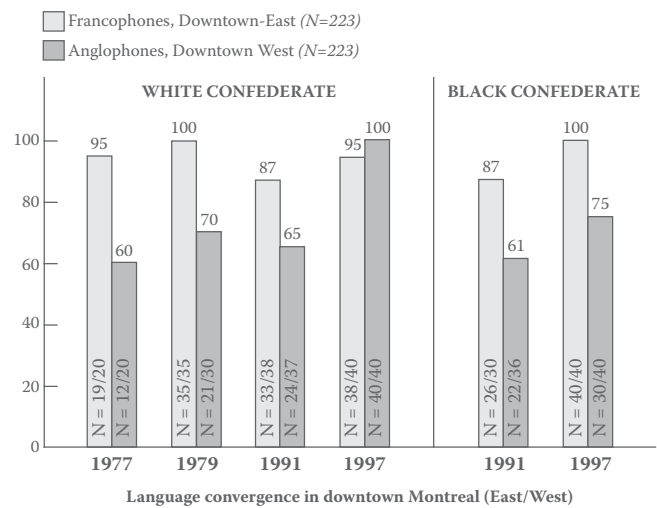 Francophones, Downtown-East (N=223)
Anglophones, Downtown West (N=223)
WHITE CONFEDERATE
BLACK CONFEDERATE
100
80
60
40
20
0
95
60
100
70
87
65
95
100
87
61
100
75
N = 19/20
N = 12/20
N = 35/35
N = 21/30
N = 33/38
N = 24/37
N = 38/40
N = 40/40
N = 26/30
N = 22/36
N = 40/40
N = 30/40
1977
1979
1991
1997
1991
1997
Language convergence in downtown Montreal (East/West)